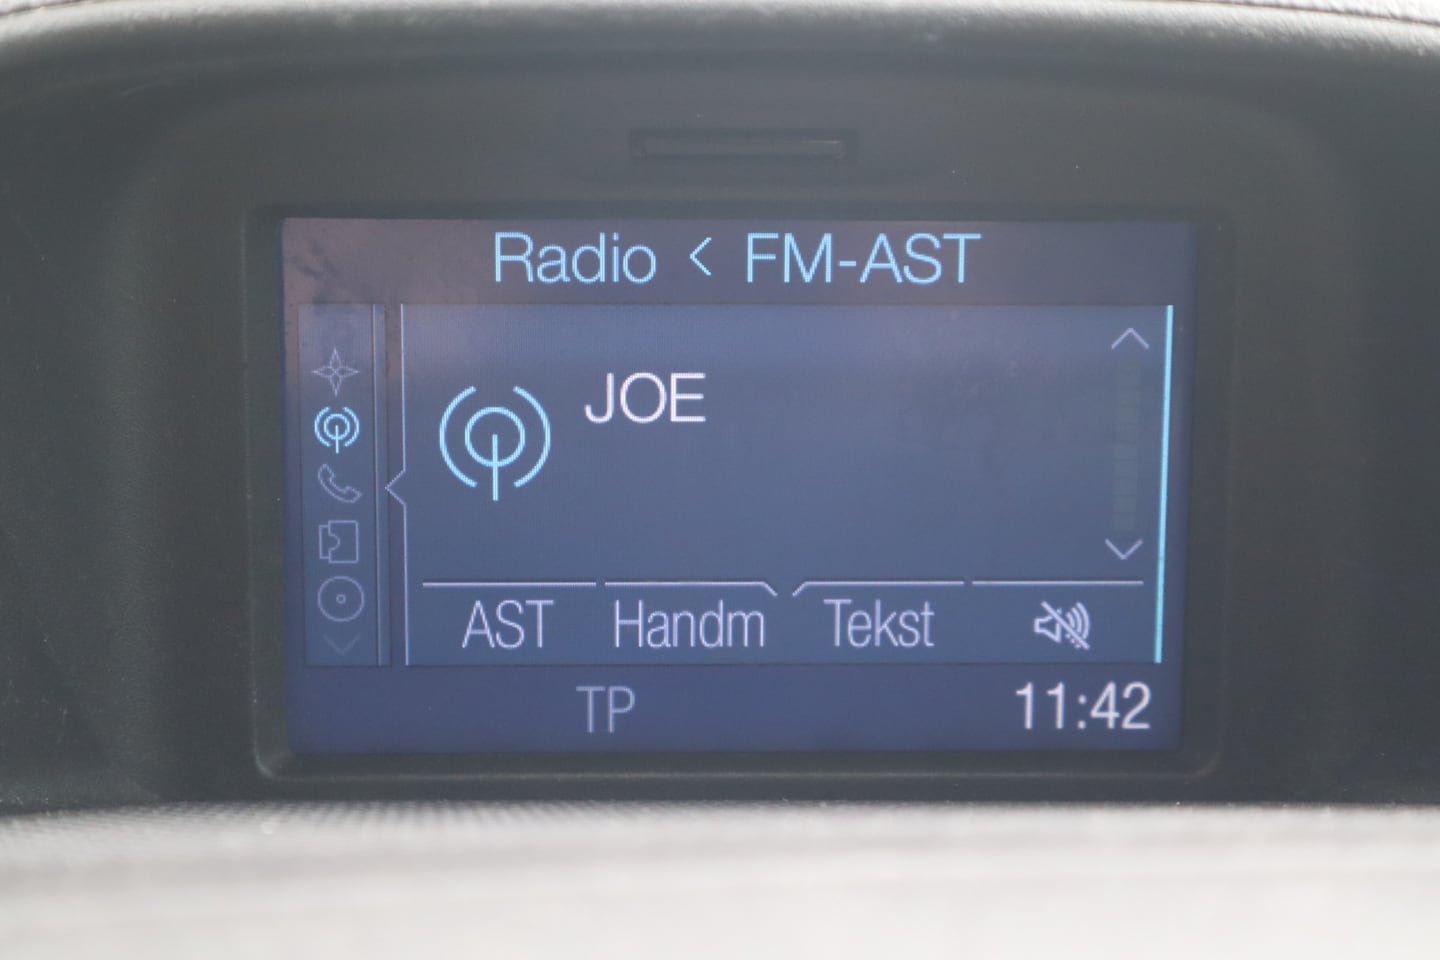 Radio < FM-AST
JOE
AST Handm Tekst
TP 11:42